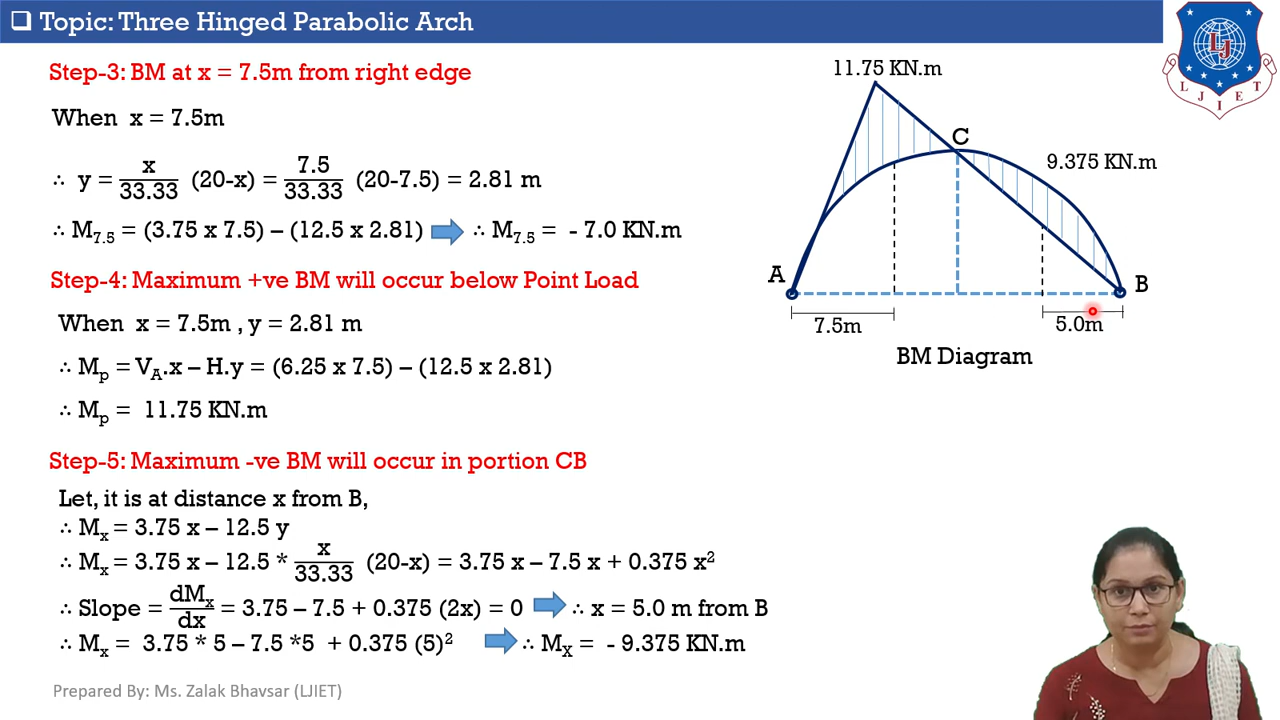 ❑ Topic: Three Hinged Parabolic Arch
LJ
L J I E T
Step-3: BM at x = 7.5m from right edge
When x = 7.5m
∴ y = x/33.33 (20-x) = 7.5/33.33 (20-7.5) = 2.81 m
∴ M7.5 = (3.75 x 7.5) – (12.5 x 2.81) ∴ M7.5 = - 7.0 KN.m
Step-4: Maximum +ve BM will occur below Point Load
When x = 7.5m , y = 2.81 m
∴ Mp = VA.x – H.y = (6.25 x 7.5) – (12.5 x 2.81)
∴ Mp = 11.75 KN.m
Step-5: Maximum -ve BM will occur in portion CB
Let, it is at distance x from B,
∴ Mx = 3.75 x – 12.5 y
∴ Mx = 3.75 x – 12.5 * x/33.33 (20-x) = 3.75 x – 7.5 x + 0.375 x²
∴ Slope = dMx/dx = 3.75 – 7.5 + 0.375 (2x) = 0 ∴ x = 5.0 m from B
∴ Mx = 3.75 * 5 – 7.5 *5 + 0.375 (5)² ∴ MX = - 9.375 KN.m
11.75 KN.m
C
9.375 KN.m
A
B
7.5m
5.0m
BM Diagram
Prepared By: Ms. Zalak Bhavsar (LJIET)